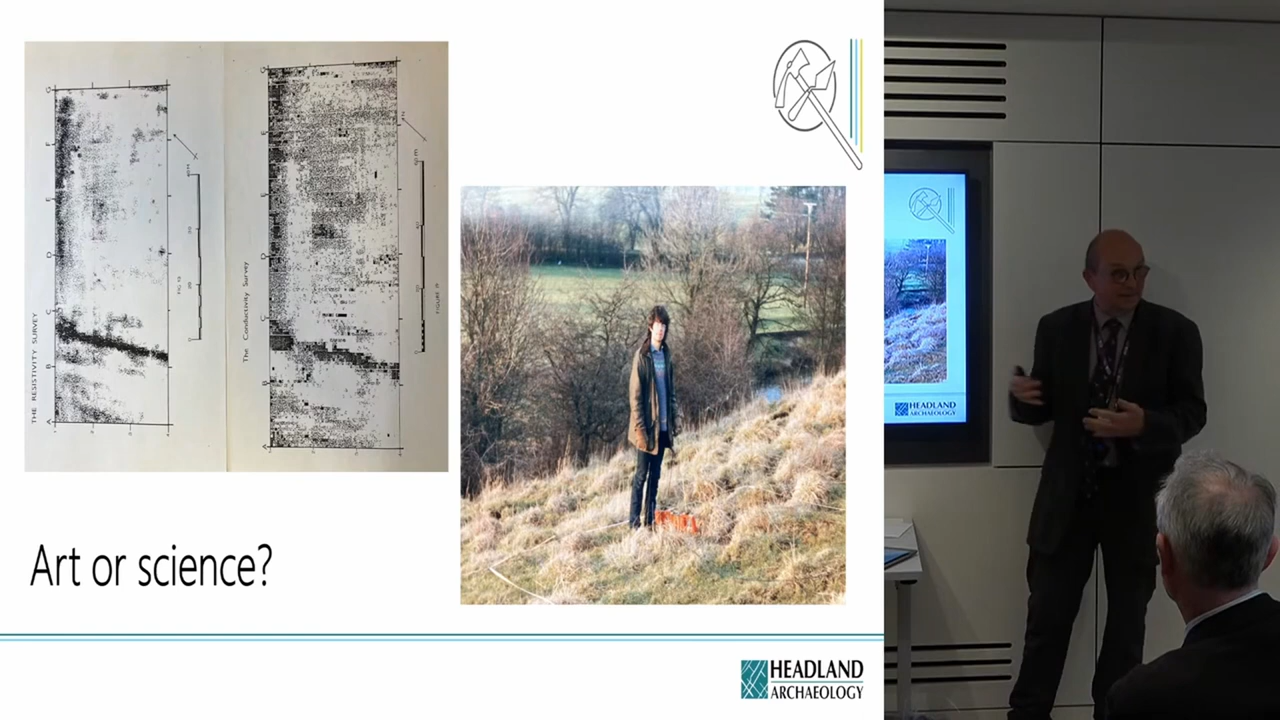 THE RESISTIVITY SURVEY
The Conductivity Survey
Art or science?
HEADLAND
ARCHAEOLOGY
HEADLAND
ARCHAEOLOGY